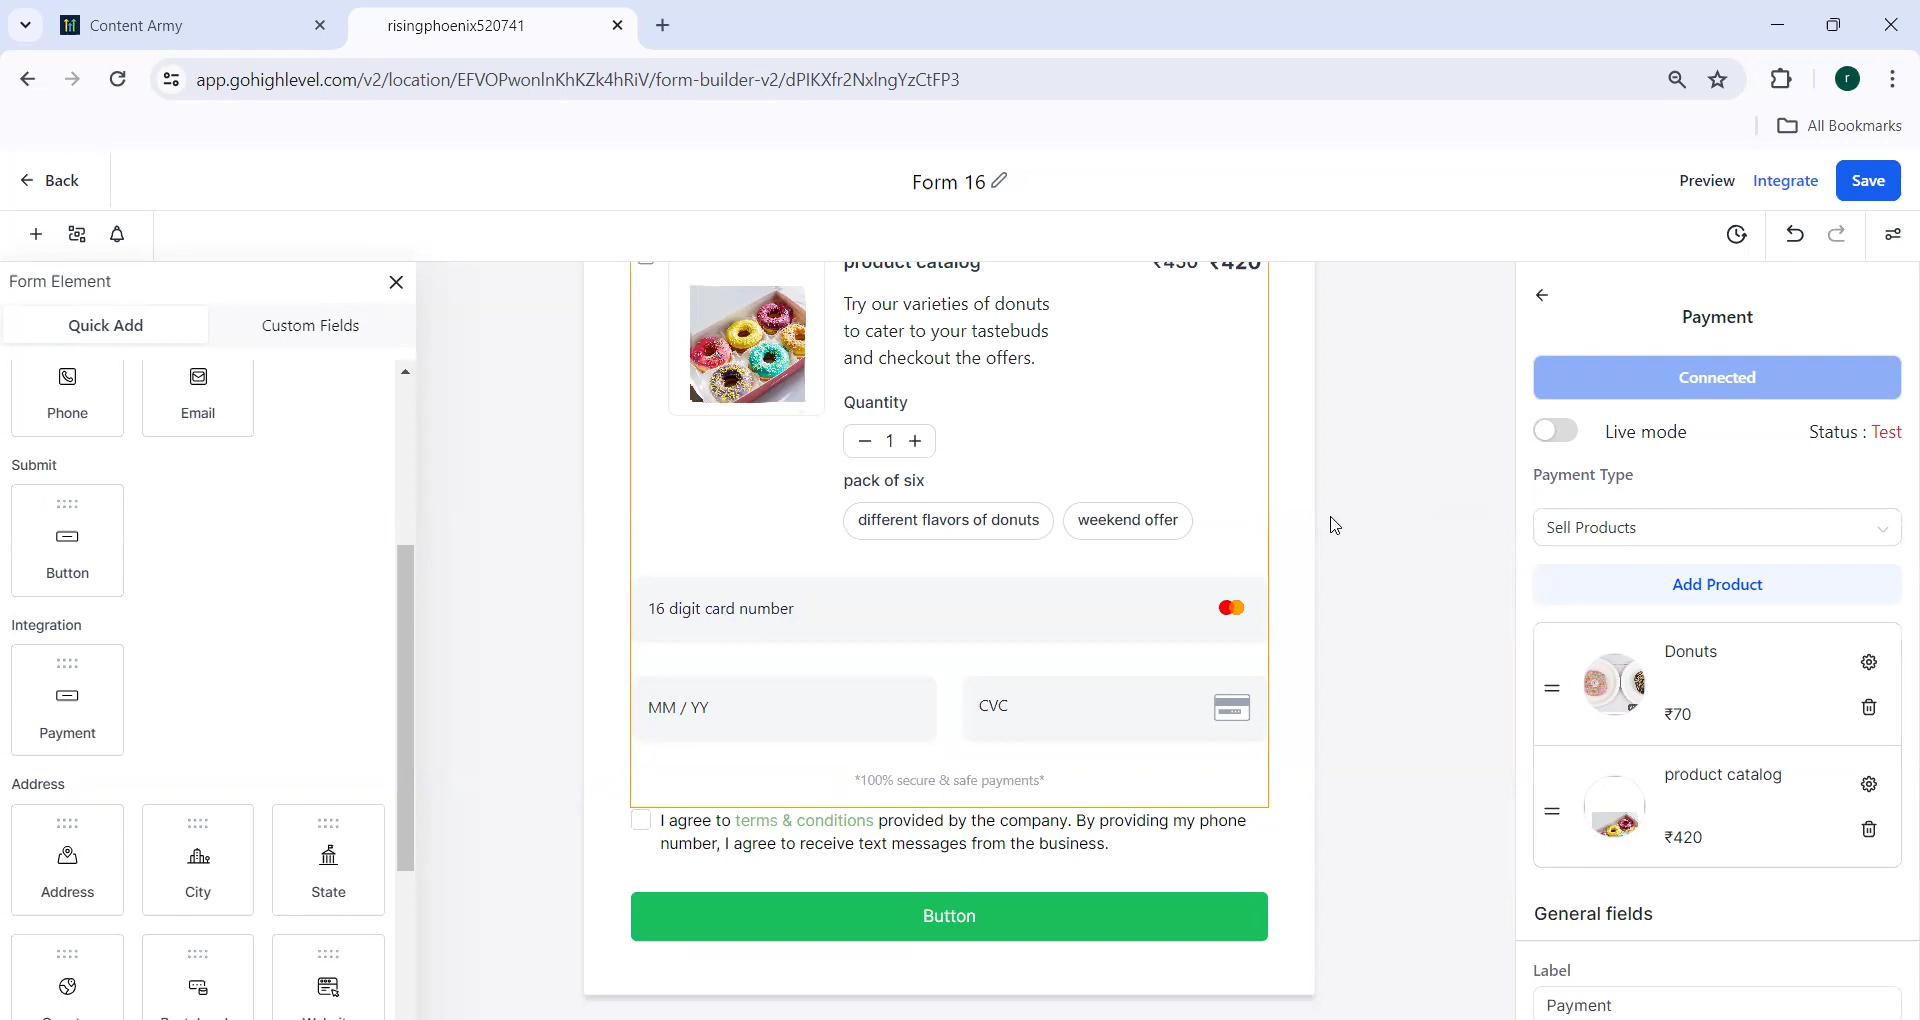 Content Army
risingphoenix520741
app.gohighlevel.com/v2/location/EFVOPwonlnKhKZk4hRiV/form-builder-v2/dPIKXfr2NxlngYzCtFP3
r
All Bookmarks
Back
Form 16
Preview
Integrate
Save
Form Element
Quick Add
Custom Fields
Phone
Email
Submit
Button
Integration
Payment
Address
Address
City
State
product catalog
₹450 ₹420
Try our varieties of donuts
to cater to your tastebuds
and checkout the offers.
Quantity
1
pack of six
different flavors of donuts
weekend offer
16 digit card number
MM / YY
CVC
*100% secure & safe payments*
I agree to terms & conditions provided by the company. By providing my phone
number, I agree to receive text messages from the business.
Button
Payment
Connected
Live mode
Status : Test
Payment Type
Sell Products
Add Product
Donuts
₹70
product catalog
₹420
General fields
Label
Payment